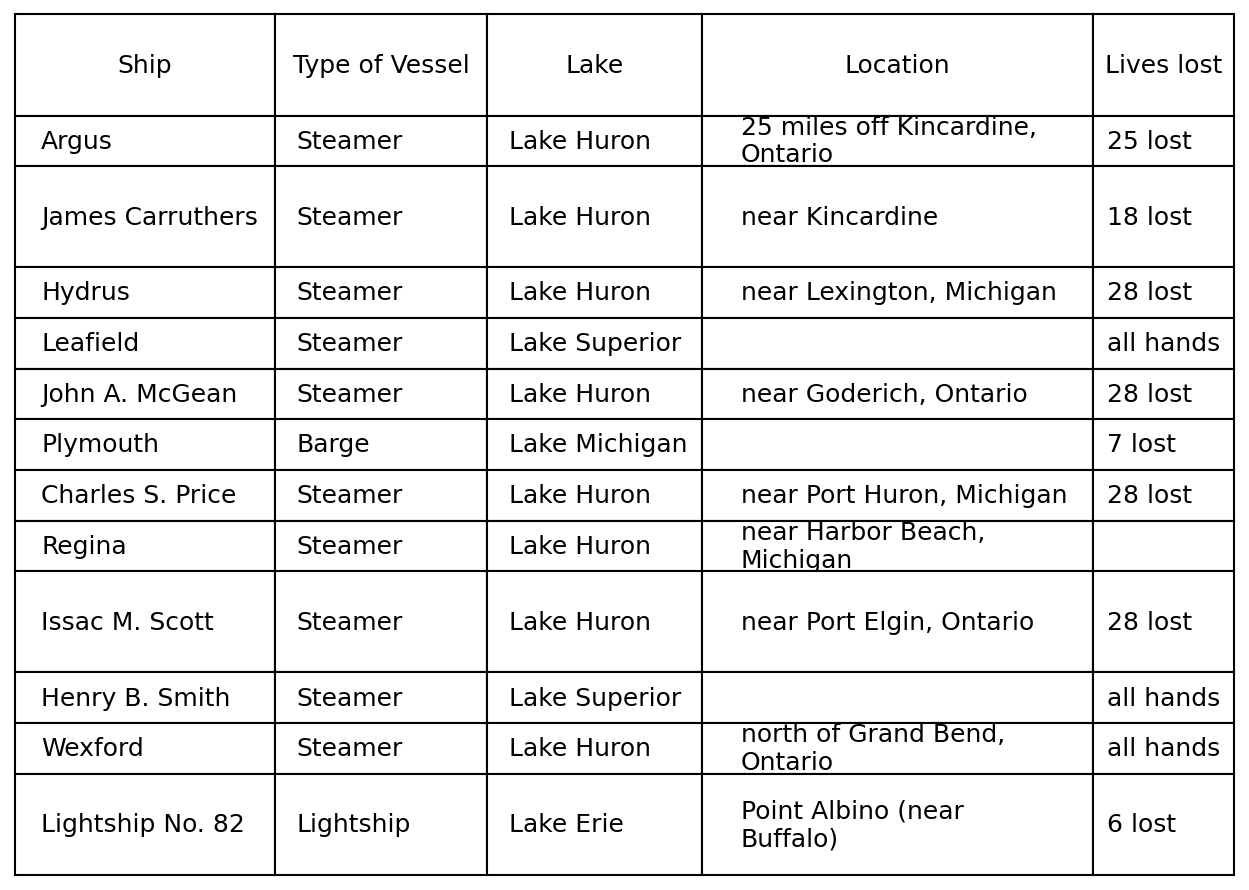 Ship Type of Vessel Lake Location Lives lost
Argus Steamer Lake Huron 25 miles off Kincardine,
Ontario 25 lost
James Carruthers Steamer Lake Huron near Kincardine 18 lost
Hydrus Steamer Lake Huron near Lexington, Michigan 28 lost
Leafield Steamer Lake Superior all hands
John A. McGean Steamer Lake Huron near Goderich, Ontario 28 lost
Plymouth Barge Lake Michigan 7 lost
Charles S. Price Steamer Lake Huron near Port Huron, Michigan 28 lost
Regina Steamer Lake Huron near Harbor Beach,
Michigan
Issac M. Scott Steamer Lake Huron near Port Elgin, Ontario 28 lost
Henry B. Smith Steamer Lake Superior all hands
Wexford Steamer Lake Huron north of Grand Bend,
Ontario all hands
Lightship No. 82 Lightship Lake Erie Point Albino (near
Buffalo) 6 lost